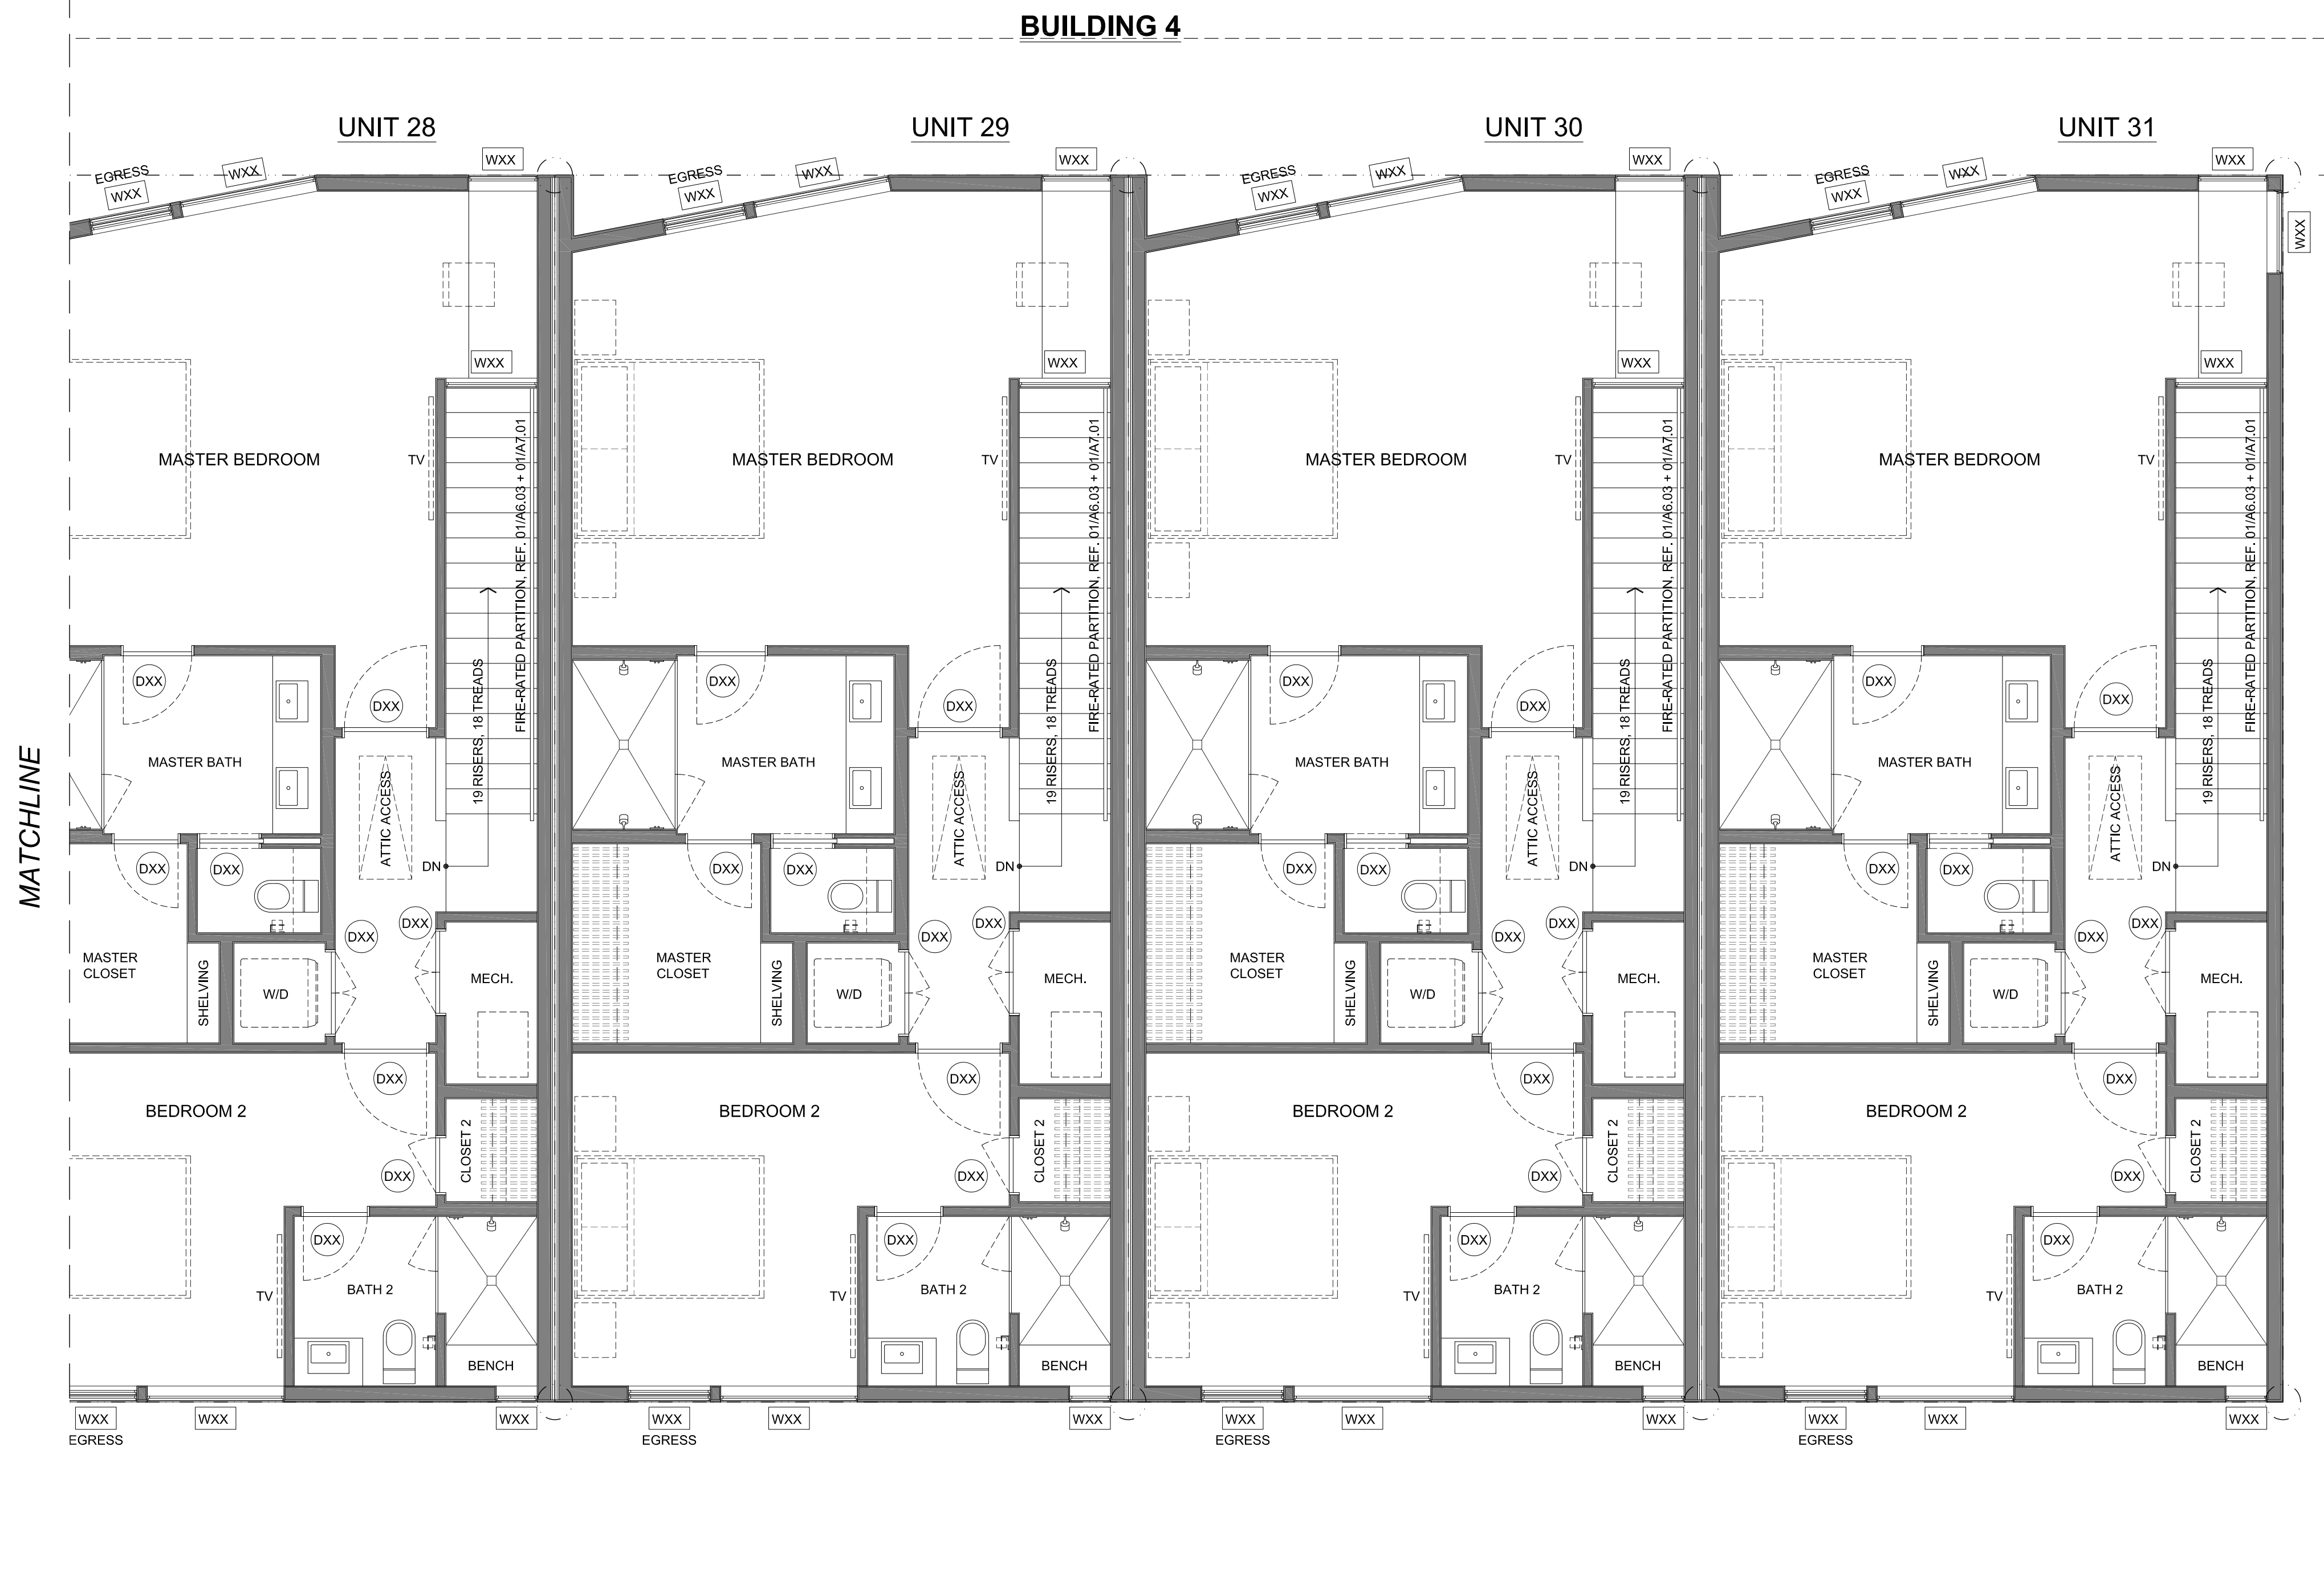 BUILDING 4
UNIT 28
UNIT 29
UNIT 30
UNIT 31
EGRESS
WXX
WXX
WXX
EGRESS
WXX
WXX
WXX
EGRESS
WXX
WXX
WXX
EGRESS
WXX
WXX
WXX
WXX
WXX
WXX
WXX
WXX
MASTER BEDROOM
TV
FIRE-RATED PARTITION, REF. 01/A6.03 + 01/A7.01
MASTER BEDROOM
TV
FIRE-RATED PARTITION, REF. 01/A6.03 + 01/A7.01
MASTER BEDROOM
TV
FIRE-RATED PARTITION, REF. 01/A6.03 + 01/A7.01
MASTER BEDROOM
TV
FIRE-RATED PARTITION, REF. 01/A6.03 + 01/A7.01
DXX
DXX
19 RISERS, 18 TREADS
DXX
DXX
19 RISERS, 18 TREADS
DXX
DXX
19 RISERS, 18 TREADS
DXX
DXX
19 RISERS, 18 TREADS
MATCHLINE
MASTER BATH
ATTIC ACCESS
MASTER BATH
ATTIC ACCESS
MASTER BATH
ATTIC ACCESS
MASTER BATH
ATTIC ACCESS
DXX
DXX
DN
DXX
DXX
DN
DXX
DXX
DN
DXX
DXX
DN
DXX
DXX
DXX
DXX
DXX
DXX
DXX
DXX
MASTER
CLOSET
SHELVING
W/D
MECH.
MASTER
CLOSET
SHELVING
W/D
MECH.
MASTER
CLOSET
SHELVING
W/D
MECH.
MASTER
CLOSET
SHELVING
W/D
MECH.
DXX
DXX
DXX
DXX
BEDROOM 2
BEDROOM 2
BEDROOM 2
BEDROOM 2
DXX
CLOSET 2
DXX
CLOSET 2
DXX
CLOSET 2
DXX
CLOSET 2
DXX
DXX
DXX
DXX
TV
BATH 2
TV
BATH 2
TV
BATH 2
TV
BATH 2
BENCH
BENCH
BENCH
BENCH
WXX
WXX
WXX
WXX
WXX
WXX
WXX
WXX
WXX
WXX
WXX
WXX
EGRESS
EGRESS
EGRESS
EGRESS